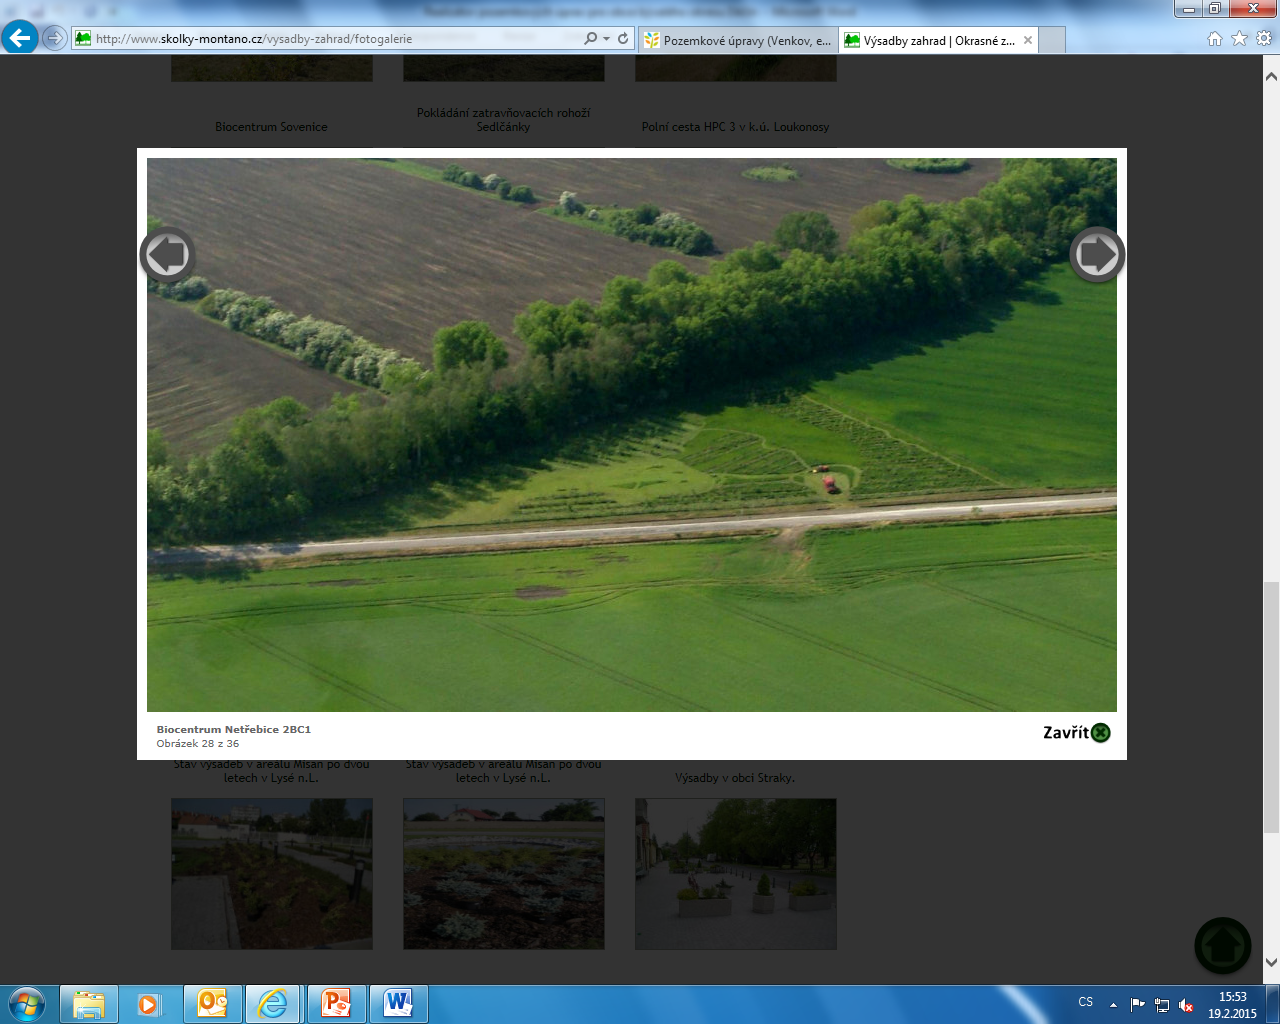 http://www.skolky-montano.cz/vysadby-zahrad/fotogalerie
Pozemkové úpravy (Venkov, e...
Výsadby zahrad | Okrasné z...
Biocentrum Sovenice
Pokládání zatravňovacích rohoží
Sedlčánky
Polní cesta HPC 3 v k.ú. Loukonosy
Biocentrum Netřebice 2BC1
Obrázek 28 z 36
Zavřít
Stav výsadeb v areálu Misan po dvou
letech v Lysé n.L.
Stav výsadeb v areálu Misan po dvou
letech v Lysé n.L.
Výsadby v obci Straky.
CS
15:53
19.2.2015